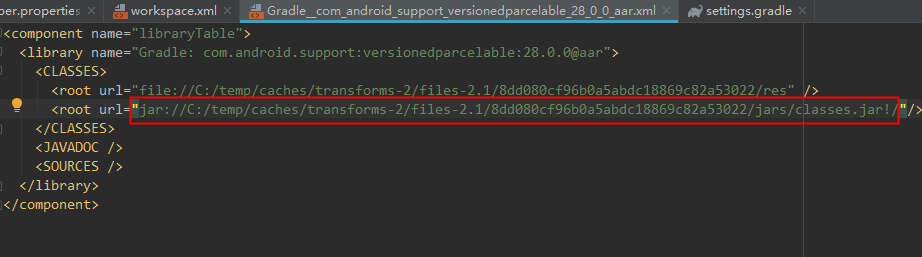 per.properties × workspace.xml × Gradle__com_android_support_versionedparcelable_28_0_0_aar.xml × settings.gradle ×
<component name="libraryTable">
<library name="Gradle: com.android.support:versionedparcelable:28.0.0@aar">
<CLASSES>
<root url="file://C:/temp/caches/transforms-2/files-2.1/8dd080cf96b0a5abdc18869c82a53022/res" />
<root url="jar://C:/temp/caches/transforms-2/files-2.1/8dd080cf96b0a5abdc18869c82a53022/jars/classes.jar!/"/>
</CLASSES>
<JAVADOC />
<SOURCES />
</library>
</component>